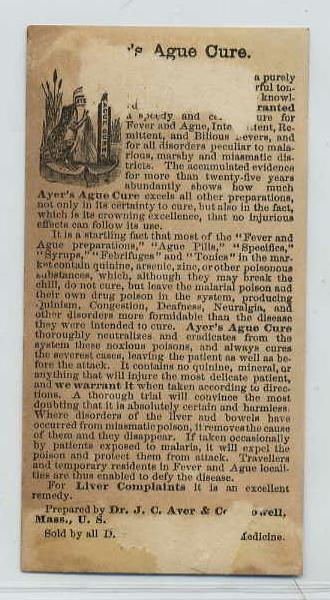 's Ague Cure.
a purely
ful ton-
knowl-
ranted
a speedy and ure for
Fever and Ague, Inte ttent, Re-
mittent, and Bilious Fevers, and
for all disorders peculiar to mala-
rious, marshy and miasmatic dis-
tricts. The accumulated evidence
for more than twenty-five years
abundantly shows how much
Ayer's Ague Cure excels all other preparations,
not only in its certainty to cure, but also in the fact,
which is its crowning excellence, that no injurious
effects can follow its use.
It is a startling fact that most of the "Fever and
Ague preparations," "Ague Pills," "Specifics,"
"Syrups," "Febrifuges" and "Tonics" in the mar-
ket contain quinine, arsenic, zinc, or other poisonous
substances, which, although they may break the
chill, do not cure, but leave the malarial poison and
their own drug poison in the system, producing
Quinism, Congestion, Deafness, Neuralgia, and
other disorders more formidable than the disease
they were intended to cure. Ayer's Ague Cure
thoroughly neutralizes and eradicates from the
system these noxious poisons, and always cures
the severest cases, leaving the patient as well as be-
fore the attack. It contains no quinine, mineral, or
anything that will injure the most delicate patient,
and we warrant it when taken according to direc-
tions. A thorough trial will convince the most
doubting that it is absolutely certain and harmless.
Where disorders of the liver and bowels have
occurred from miasmatic poison, it removes the cause
of them and they disappear. If taken occasionally
by patients exposed to malaria, it will expel the
poison and protect them from attack. Travellers
and temporary residents in Fever and Ague locali-
ties are thus enabled to defy the disease.
For Liver Complaints it is an excellent
remedy.
Prepared by Dr. J. C. Ayer & Co owell,
Mass., U. S.
Sold by all D Medicine.